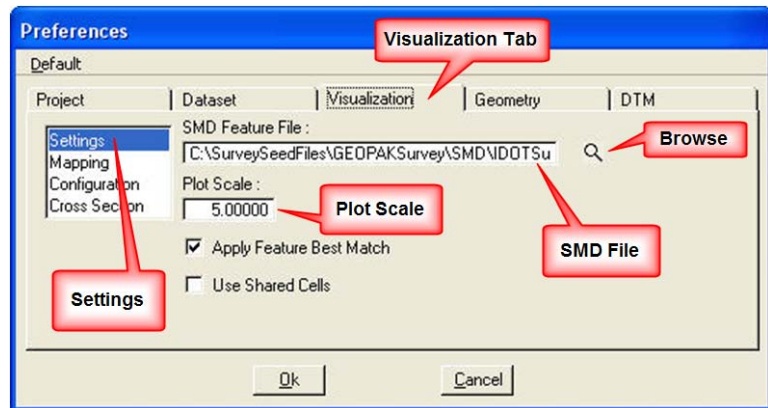 Preferences
Visualization Tab
Default
Project
Dataset
Visualization
Geometry
DTM
Settings
Mapping
Configuration
Cross Section
SMD Feature File :
C:\SurveySeedFiles\GEOPAKSurvey\SMD\IDOTSu
Browse
Plot Scale :
5.00000
Plot Scale
Apply Feature Best Match
SMD File
Use Shared Cells
Settings
Ok
Cancel